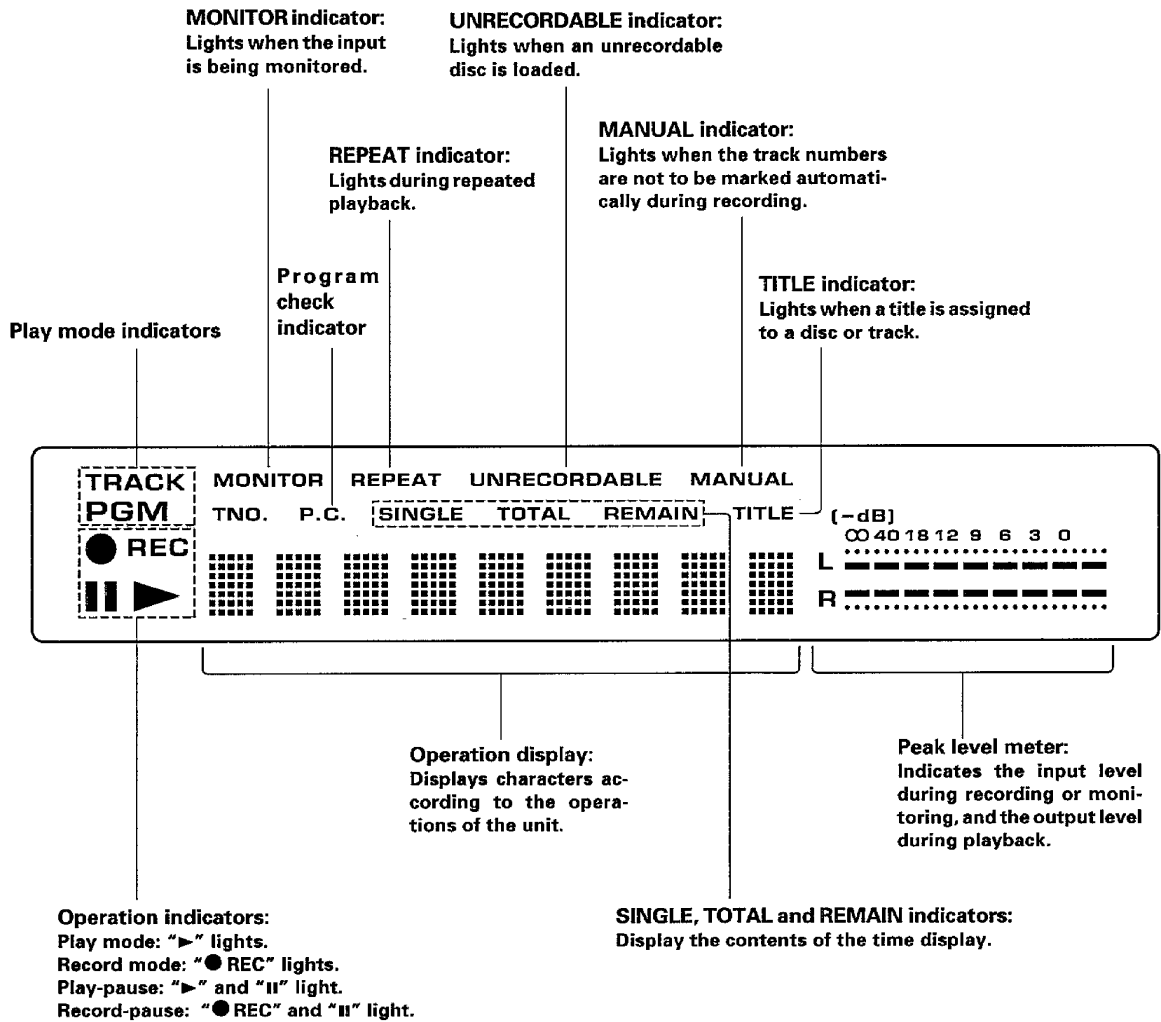 MONITOR indicator:
Lights when the input
is being monitored.
UNRECORDABLE indicator:
Lights when an unrecordable
disc is loaded.
REPEAT indicator:
Lights during repeated
playback.
MANUAL indicator:
Lights when the track numbers
are not to be marked automati-
cally during recording.
Program
check
indicator
TITLE indicator:
Lights when a title is assigned
to a disc or track.
Play mode indicators
TRACK MONITOR REPEAT UNRECORDABLE MANUAL
PGM TNO. P.C. SINGLE TOTAL REMAIN TITLE (-dB)
● REC ∞ 40 18 12 9 6 3 0
L
R
Operation display:
Displays characters ac-
cording to the opera-
tions of the unit.
Peak level meter:
Indicates the input level
during recording or moni-
toring, and the output level
during playback.
Operation indicators:
Play mode: "►" lights.
Record mode: "● REC" lights.
Play-pause: "►" and "II" light.
Record-pause: "● REC" and "II" light.
SINGLE, TOTAL and REMAIN indicators:
Display the contents of the time display.